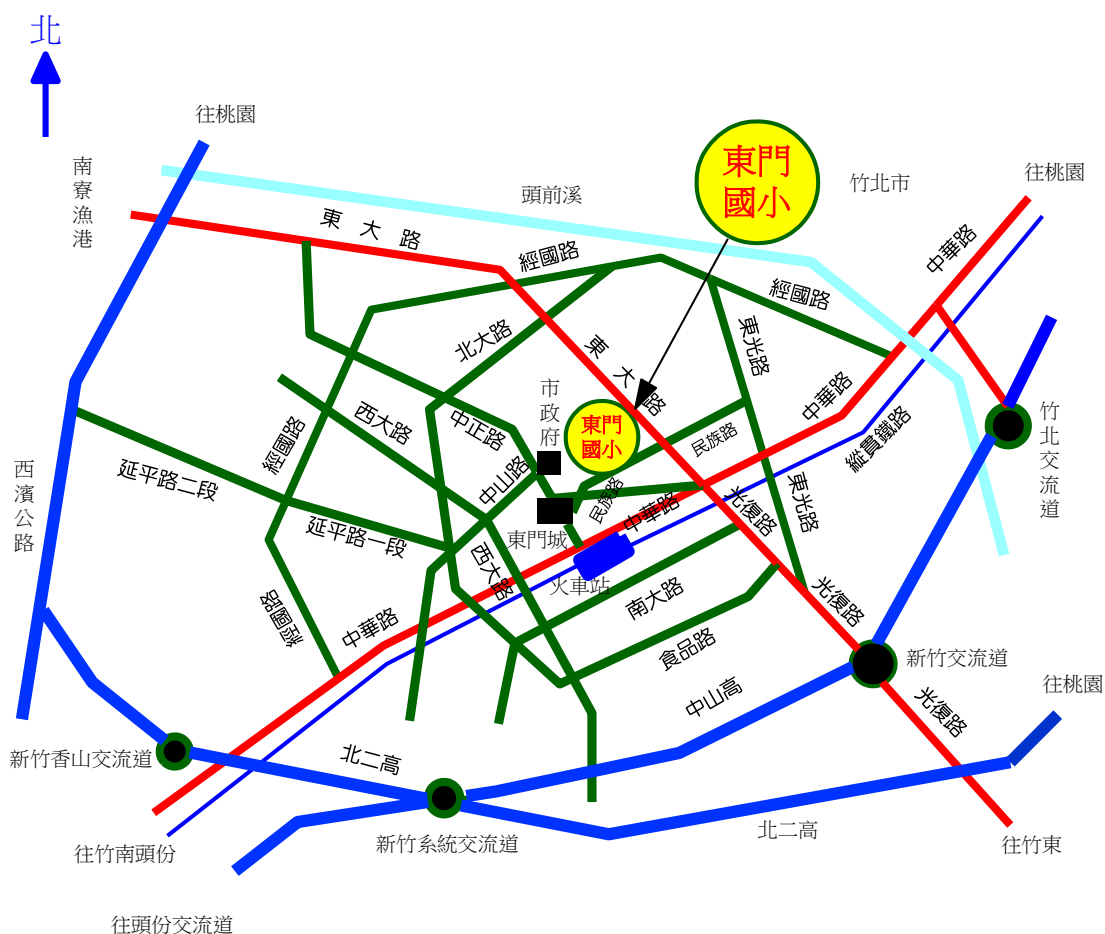 北
往桃園
南寮漁港
頭前溪
東門
國小
竹北市
往桃園
東大路
經國路
中華路
經國路
北大路
東光路
東大路
市政府
西大路
中正路
東門
國小
中華路
竹北交流道
經國路
民族路
縱貫鐵路
西濱公路
延平路二段
中山路
民族路
光復路
東光路
中華路
延平路一段
東門城
西大路
火車站
南大路
光復路
經國路
中華路
食品路
新竹交流道
中山高
往桃園
光復路
新竹香山交流道
北二高
北二高
新竹系統交流道
往竹東
往竹南頭份
往頭份交流道